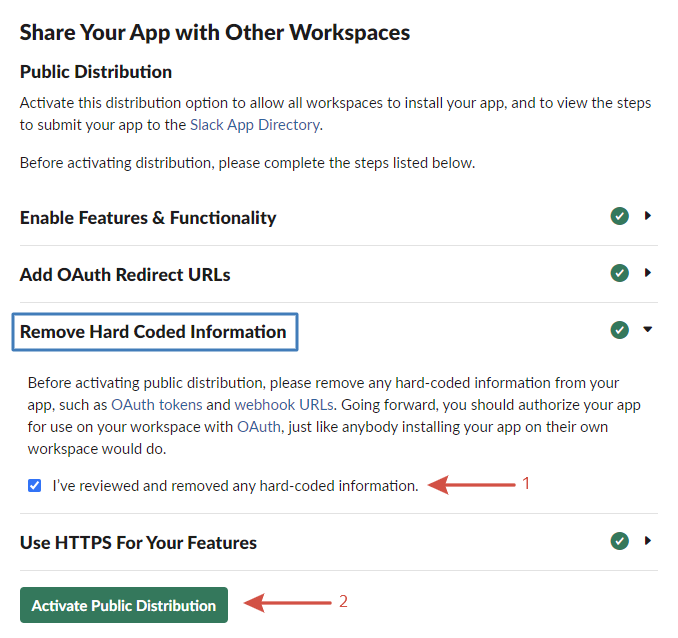 Share Your App with Other Workspaces
Public Distribution
Activate this distribution option to allow all workspaces to install your app, and to view the steps
to submit your app to the Slack App Directory.
Before activating distribution, please complete the steps listed below.
Enable Features & Functionality
Add OAuth Redirect URLs
Remove Hard Coded Information
Before activating public distribution, please remove any hard-coded information from your
app, such as OAuth tokens and webhook URLs. Going forward, you should authorize your app
for use on your workspace with OAuth, just like anybody installing your app on their own
workspace would do.
I've reviewed and removed any hard-coded information. 1
Use HTTPS For Your Features
Activate Public Distribution 2